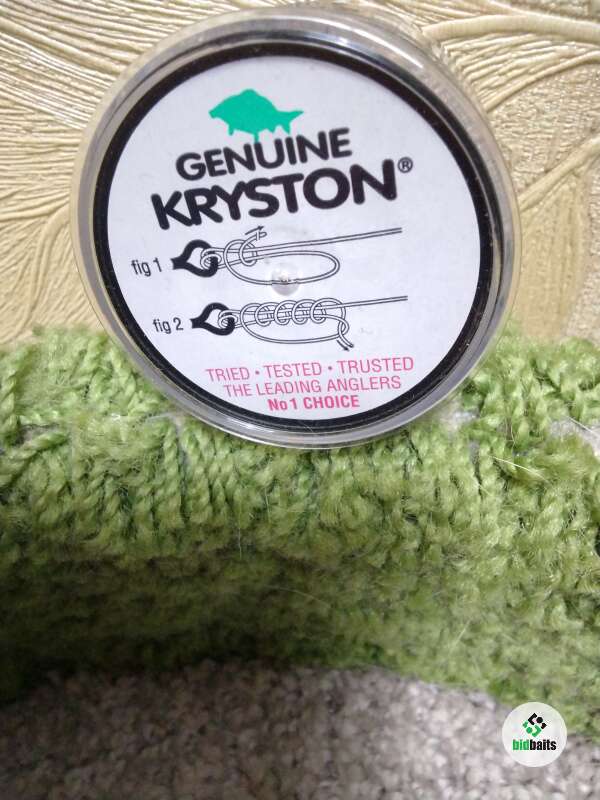 GENUINE
KRYSTON®
fig 1
fig 2
TRIED • TESTED • TRUSTED
THE LEADING ANGLERS
No1 CHOICE
bidbaits